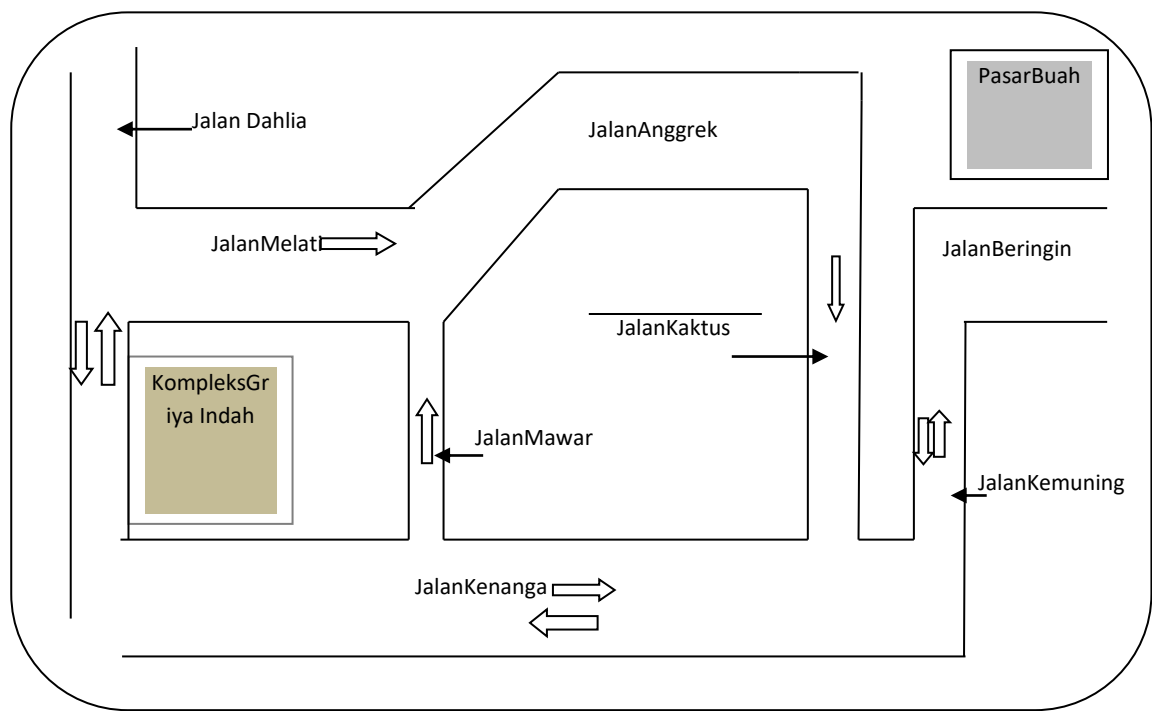 PasarBuah
Jalan Dahlia
JalanAnggrek
JalanMelati
JalanBeringin
JalanKaktus
KompleksGr
iya Indah
JalanMawar
JalanKemuning
JalanKenanga